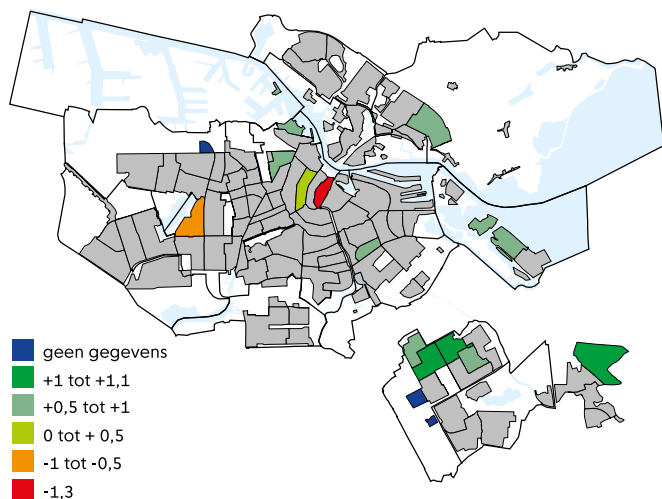 geen gegevens
+1 tot +1,1
+0,5 tot +1
0 tot + 0,5
-1 tot -0,5
-1,3